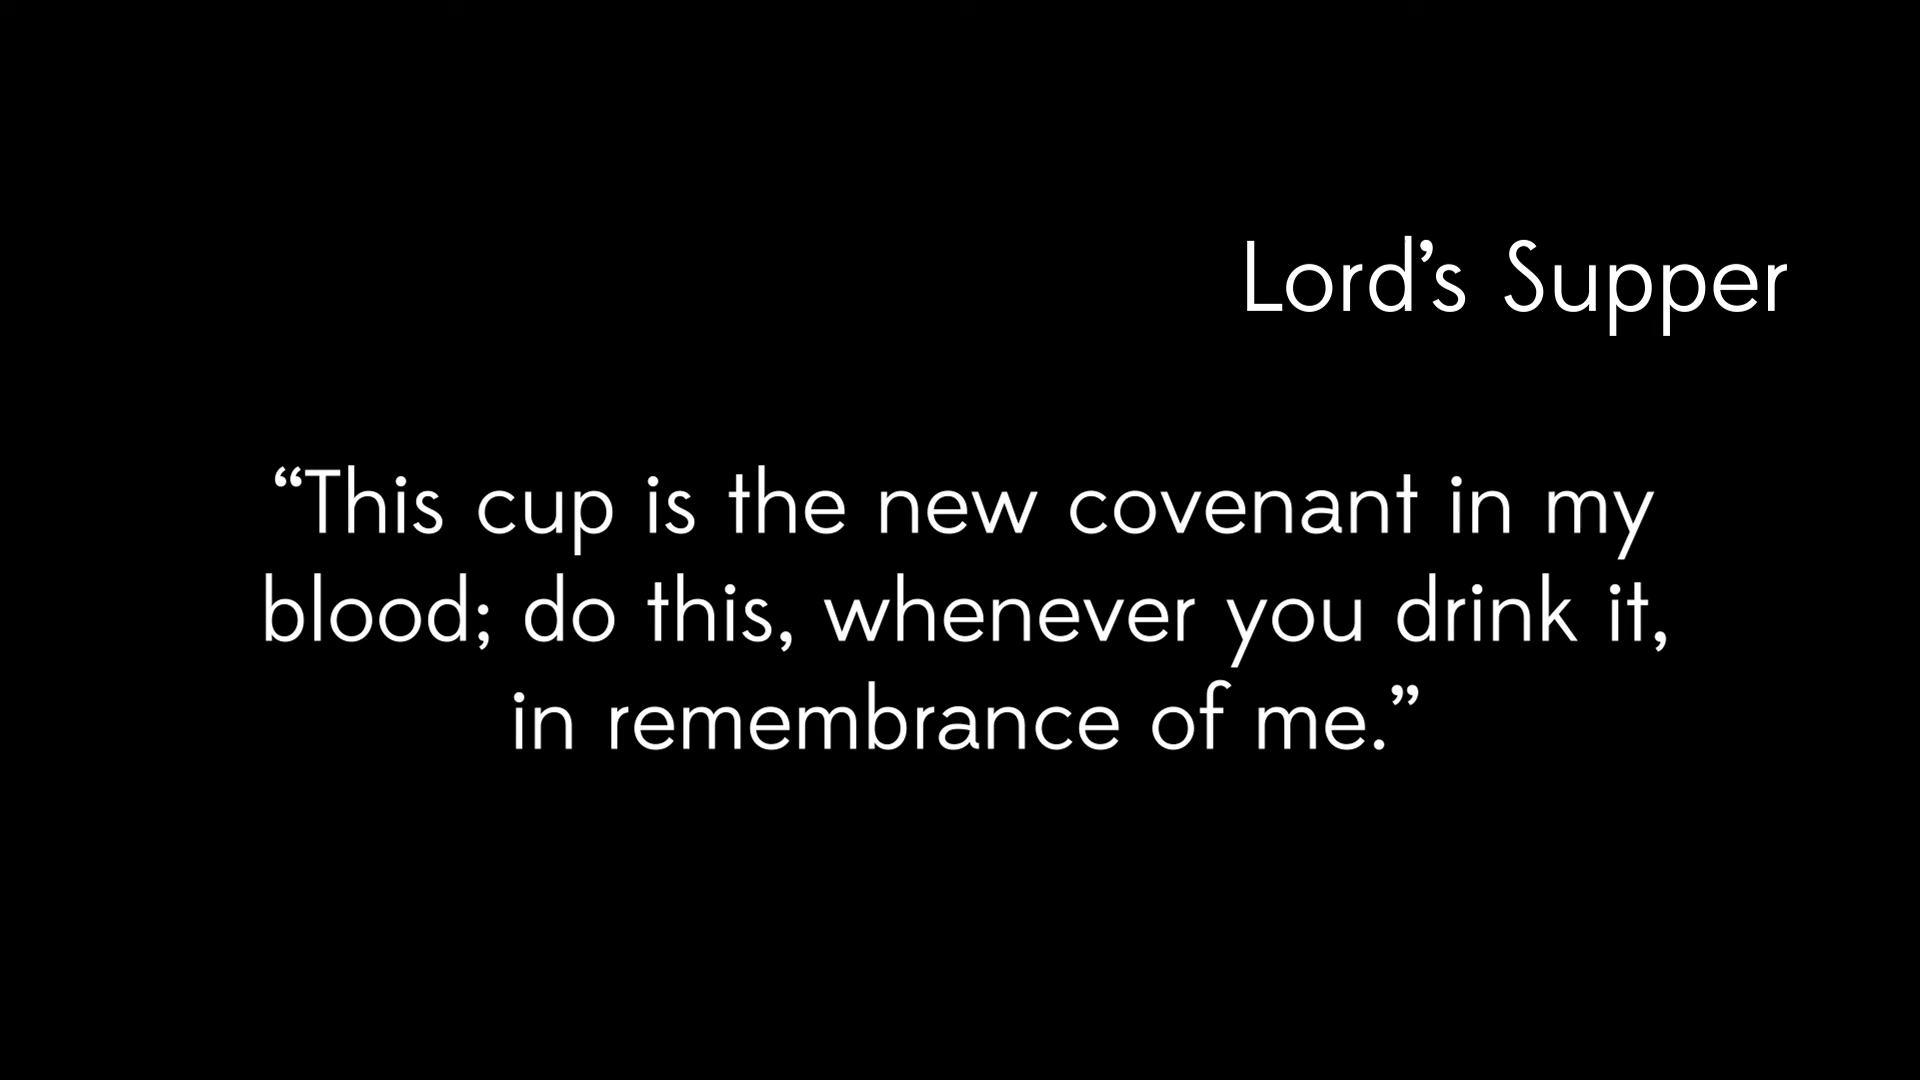 Lord’s Supper
“This cup is the new covenant in my
blood; do this, whenever you drink it,
in remembrance of me.”